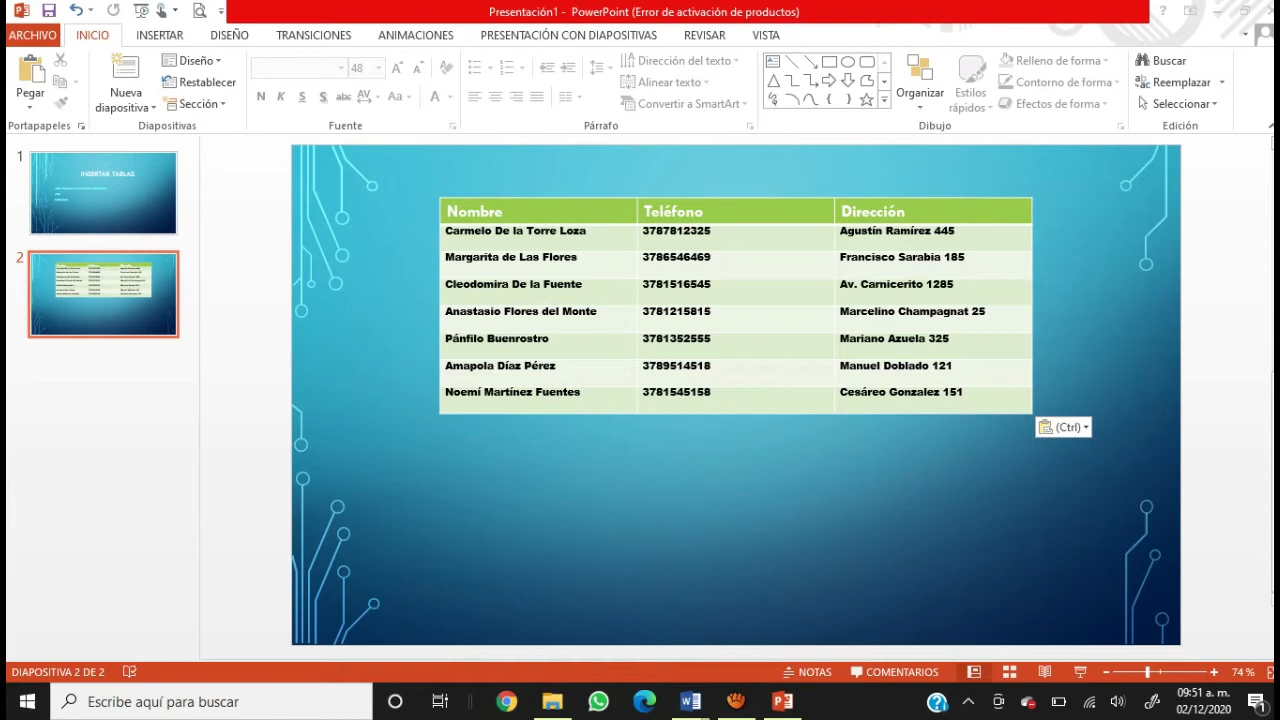 Presentación1 - PowerPoint (Error de activación de productos)
ARCHIVO INICIO INSERTAR DISEÑO TRANSICIONES ANIMACIONES PRESENTACIÓN CON DIAPOSITIVAS REVISAR VISTA
Pegar
Portapapeles
Nueva diapositiva
Diseño
Restablecer
Sección
Diapositivas
48
N K S S abc AV Aa A
Fuente
Dirección del texto
Alinear texto
Convertir a SmartArt
Párrafo
Organizar
Estilos rápidos
Relleno de forma
Contorno de forma
Efectos de forma
Dibujo
Buscar
Reemplazar
Seleccionar
Edición
1
INSERTAR TABLAS
2
Nombre Teléfono Dirección
Carmelo De la Torre Loza 3787812325 Agustín Ramírez 445
Margarita de Las Flores 3786546469 Francisco Sarabia 185
Cleodomira De la Fuente 3781516545 Av. Carnicerito 1285
Anastasio Flores del Monte 3781215815 Marcelino Champagnat 25
Pánfilo Buenrostro 3781352555 Mariano Azuela 325
Amapola Díaz Pérez 3789514518 Manuel Doblado 121
Noemí Martínez Fuentes 3781545158 Cesáreo Gonzalez 151
(Ctrl)
DIAPOSITIVA 2 DE 2 NOTAS COMENTARIOS 74 %
Escribe aquí para buscar
09:51 a. m.
02/12/2020